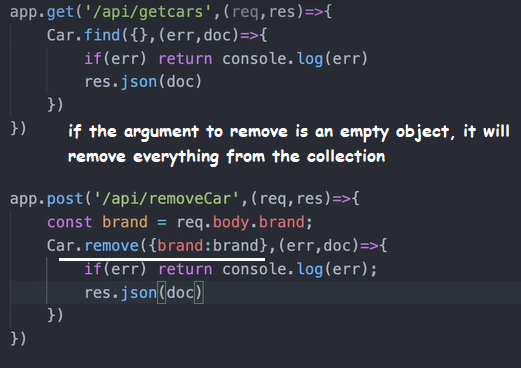 app.get('/api/getcars',(req,res)=>{
    Car.find({},(err,doc)=>{
        if(err) return console.log(err)
        res.json(doc)
    })
})
if the argument to remove is an empty object, it will
remove everything from the collection
app.post('/api/removeCar',(req,res)=>{
    const brand = req.body.brand;
    Car.remove({brand:brand},(err,doc)=>{
        if(err) return console.log(err);
        res.json(doc)
    })
})